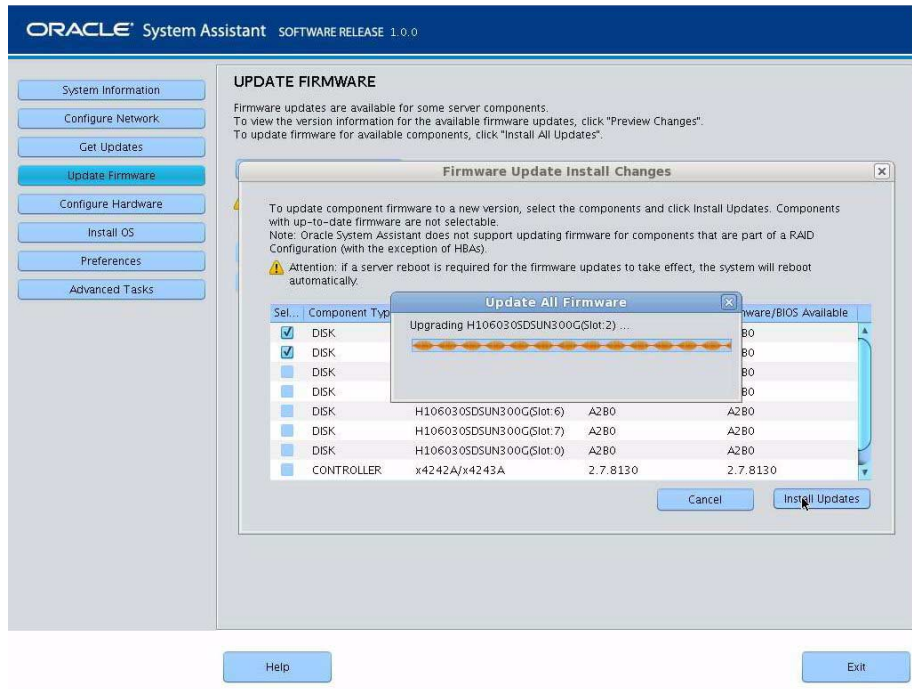 ORACLE® System Assistant SOFTWARE RELEASE 1.0.0
System Information
Configure Network
Get Updates
Update Firmware
Configure Hardware
Install OS
Preferences
Advanced Tasks
UPDATE FIRMWARE
Firmware updates are available for some server components.
To view the version information for the available firmware updates, click "Preview Changes".
To update firmware for available components, click "Install All Updates".
Firmware Update Install Changes
To update component firmware to a new version, select the components and click Install Updates. Components
with up-to-date firmware are not selectable.
Note: Oracle System Assistant does not support updating firmware for components that are part of a RAID
Configuration (with the exception of HBAs).
Attention: if a server reboot is required for the firmware updates to take effect, the system will reboot
automatically.
Update All Firmware
Upgrading H106030SDSUN300G(Slot:2) ...
Sel... Component Typ nware/BIOS Available
DISK B0
DISK B0
DISK B0
DISK B0
DISK H106030SDSUN300G(Slot:6) A2B0 A2B0
DISK H106030SDSUN300G(Slot:7) A2B0 A2B0
DISK H106030SDSUN300G(Slot:0) A2B0 A2B0
CONTROLLER x4242A/x4243A 2.7.8130 2.7.8130
Cancel
Install Updates
Help
Exit